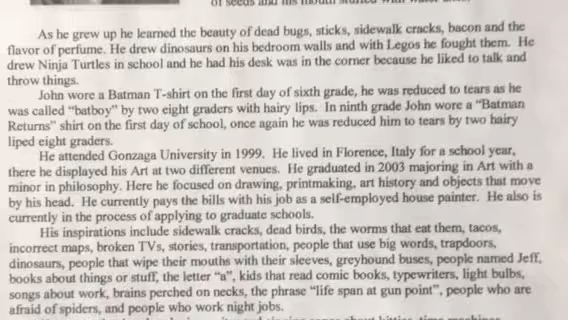 of seeds and his mouth
As he grew up he learned the beauty of dead bugs, sticks, sidewalk cracks, bacon and the
flavor of perfume. He drew dinosaurs on his bedroom walls and with Legos he fought them. He
drew Ninja Turtles in school and he had his desk was in the corner because he liked to talk and
throw things.
John wore a Batman T-shirt on the first day of sixth grade, he was reduced to tears as he
was called “batboy” by two eight graders with hairy lips. In ninth grade John wore a “Batman
Returns” shirt on the first day of school, once again he was reduced him to tears by two hairy
liped eight graders.
He attended Gonzaga University in 1999. He lived in Florence, Italy for a school year,
there he displayed his Art at two different venues. He graduated in 2003 majoring in Art with a
minor in philosophy. Here he focused on drawing, printmaking, art history and objects that move
by his head. He currently pays the bills with his job as a self-employed house painter. He also is
currently in the process of applying to graduate schools.
His inspirations include sidewalk cracks, dead birds, the worms that eat them, tacos,
incorrect maps, broken TVs, stories, transportation, people that use big words, trapdoors,
dinosaurs, people that wipe their mouths with their sleeves, greyhound buses, people named Jeff,
books about things or stuff, the letter “a”, kids that read comic books, typewriters, light bulbs,
songs about work, brains perched on necks, the phrase “life span at gun point”, people who are
afraid of spiders, and people who work night jobs.